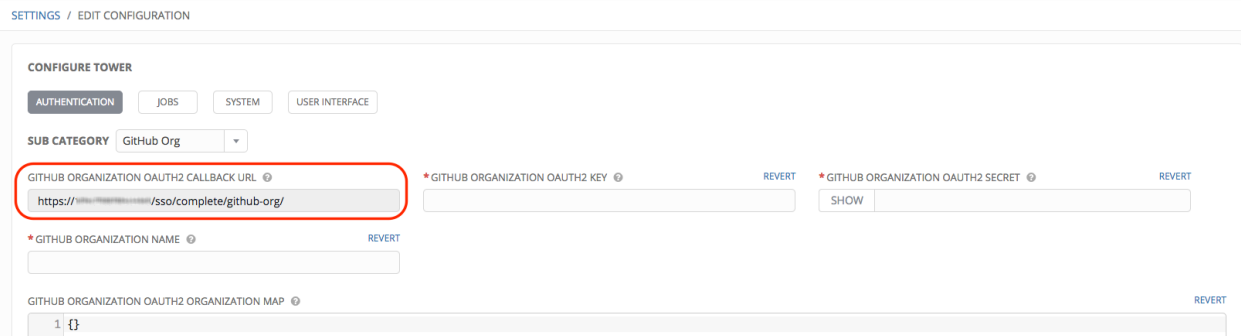 SETTINGS / EDIT CONFIGURATION
CONFIGURE TOWER
AUTHENTICATION JOBS SYSTEM USER INTERFACE
SUB CATEGORY GitHub Org
GITHUB ORGANIZATION OAUTH2 CALLBACK URL ? * GITHUB ORGANIZATION OAUTH2 KEY ? REVERT * GITHUB ORGANIZATION OAUTH2 SECRET ? REVERT
https:// /sso/complete/github-org/ SHOW
* GITHUB ORGANIZATION NAME ? REVERT
GITHUB ORGANIZATION OAUTH2 ORGANIZATION MAP ? REVERT
1 {}